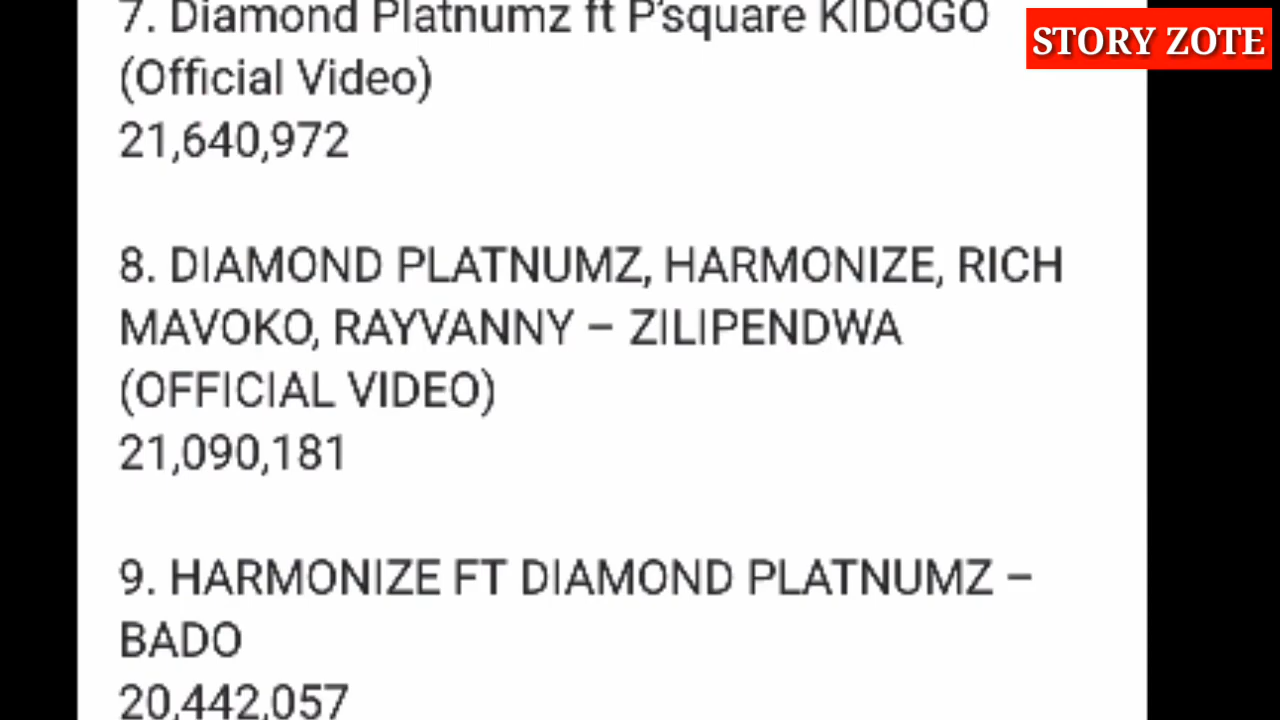 7. Diamond Platnumz ft P'square KIDOGO
STORY ZOTE
(Official Video)
21,640,972
8. DIAMOND PLATNUMZ, HARMONIZE, RICH
MAVOKO, RAYVANNY – ZILIPENDWA
(OFFICIAL VIDEO)
21,090,181
9. HARMONIZE FT DIAMOND PLATNUMZ –
BADO
20,442,057